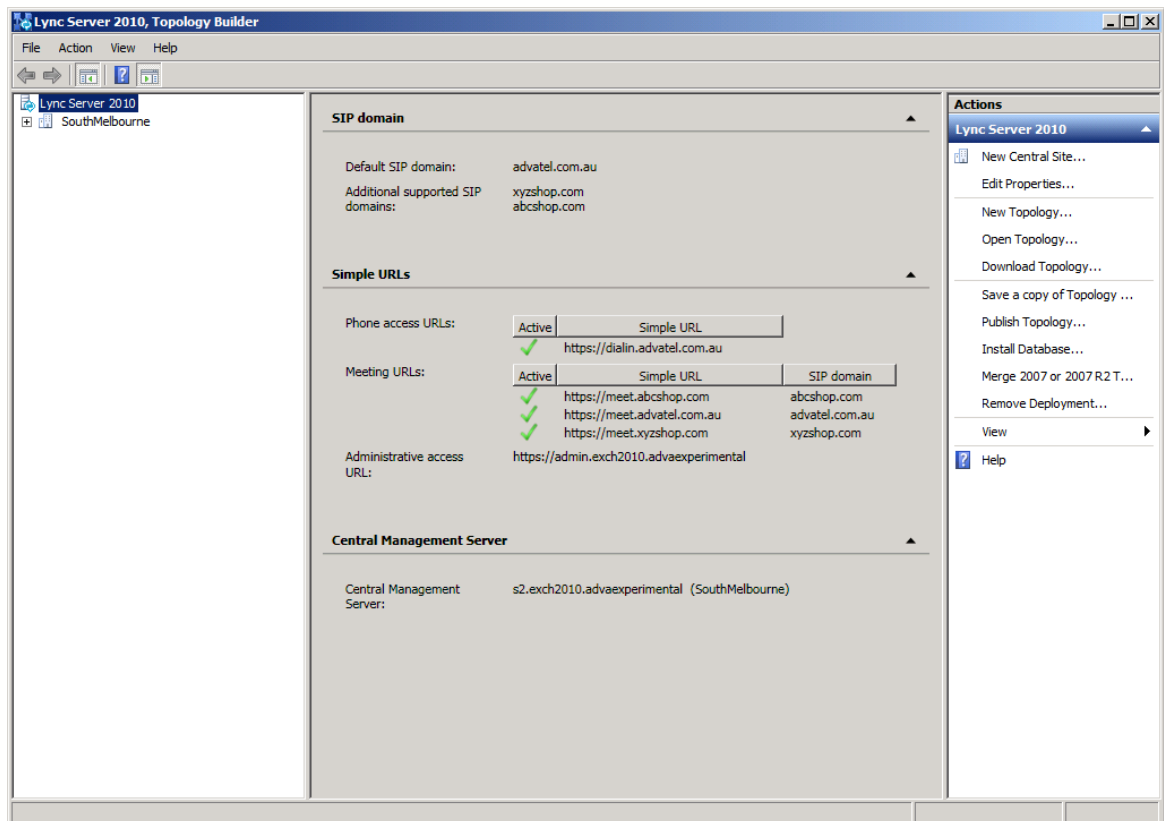 Lync Server 2010, Topology Builder
File Action View Help
Lync Server 2010
SouthMelbourne
SIP domain
Default SIP domain: advatel.com.au
Additional supported SIP xyzshop.com
domains: abcshop.com
Simple URLs
Phone access URLs: Active Simple URL
https://dialin.advatel.com.au
Meeting URLs: Active Simple URL SIP domain
https://meet.abcshop.com abcshop.com
https://meet.advatel.com.au advatel.com.au
https://meet.xyzshop.com xyzshop.com
Administrative access https://admin.exch2010.advaexperimental
URL:
Central Management Server
Central Management s2.exch2010.advaexperimental (SouthMelbourne)
Server:
Actions
Lync Server 2010
New Central Site...
Edit Properties...
New Topology...
Open Topology...
Download Topology...
Save a copy of Topology ...
Publish Topology...
Install Database...
Merge 2007 or 2007 R2 T...
Remove Deployment...
View
? Help